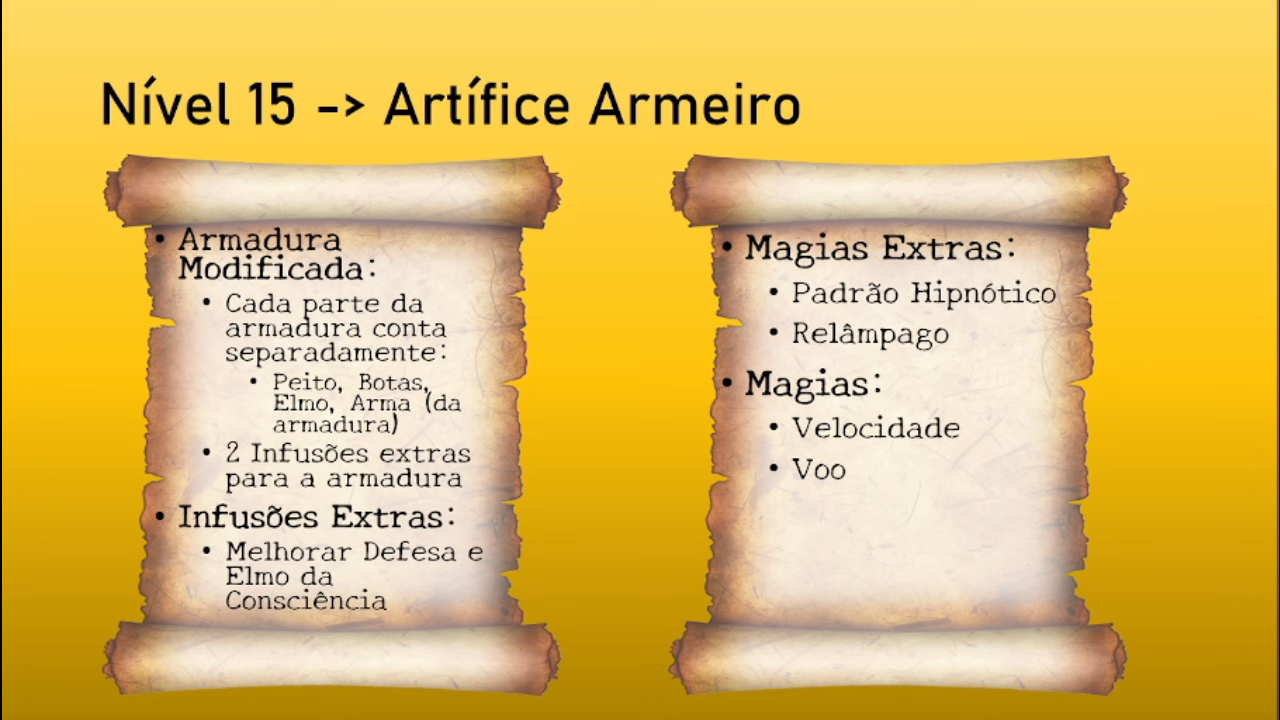 Nível 15 -> Artífice Armeiro
• Armadura
Modificada:
• Cada parte da
armadura conta
separadamente:
• Peito, Botas,
Elmo, Arma (da
armadura)
• 2 Infusões extras
para a armadura
• Infusões Extras:
• Melhorar Defesa e
Elmo da
Consciência
• Magias Extras:
• Padrão Hipnótico
• Relâmpago
• Magias:
• Velocidade
• Voo